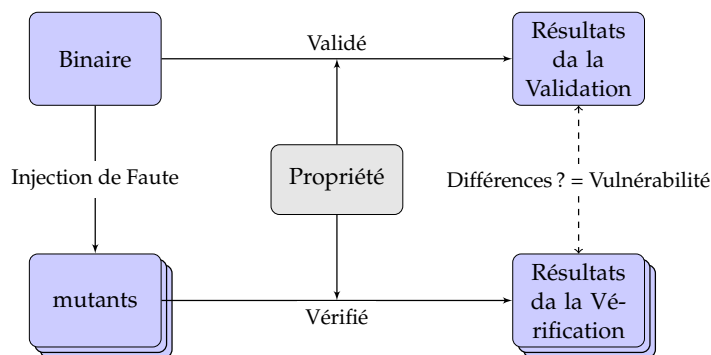 Binaire
Validé
Résultats
da la
Validation
Injection de Faute
Propriété
Différences ? = Vulnérabilité
mutants
Vérifié
Résultats
da la Vé-
rification